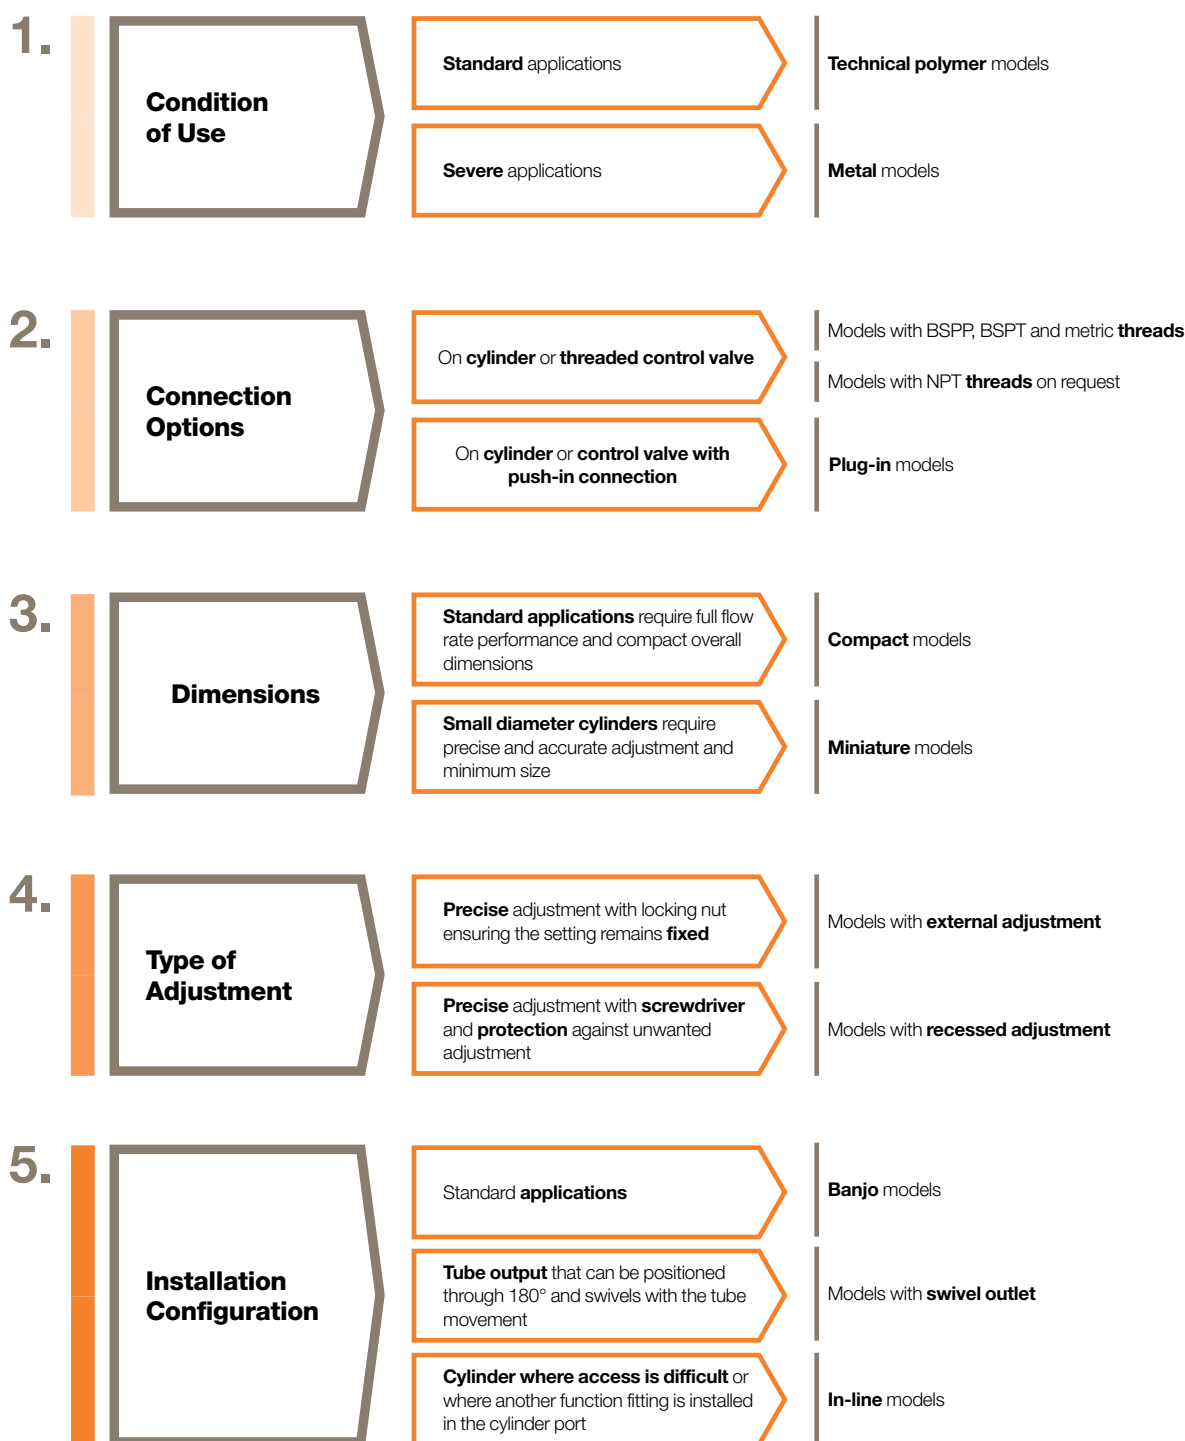 1.
Condition
of Use
Standard applications
Technical polymer models
Severe applications
Metal models
2.
Connection
Options
On cylinder or threaded control valve
Models with BSPP, BSPT and metric threads
Models with NPT threads on request
On cylinder or control valve with
push-in connection
Plug-in models
3.
Dimensions
Standard applications require full flow
rate performance and compact overall
dimensions
Compact models
Small diameter cylinders require
precise and accurate adjustment and
minimum size
Miniature models
4.
Type of
Adjustment
Precise adjustment with locking nut
ensuring the setting remains fixed
Models with external adjustment
Precise adjustment with screwdriver
and protection against unwanted
adjustment
Models with recessed adjustment
5.
Installation
Configuration
Standard applications
Banjo models
Tube output that can be positioned
through 180° and swivels with the tube
movement
Models with swivel outlet
Cylinder where access is difficult or
where another function fitting is installed
in the cylinder port
In-line models